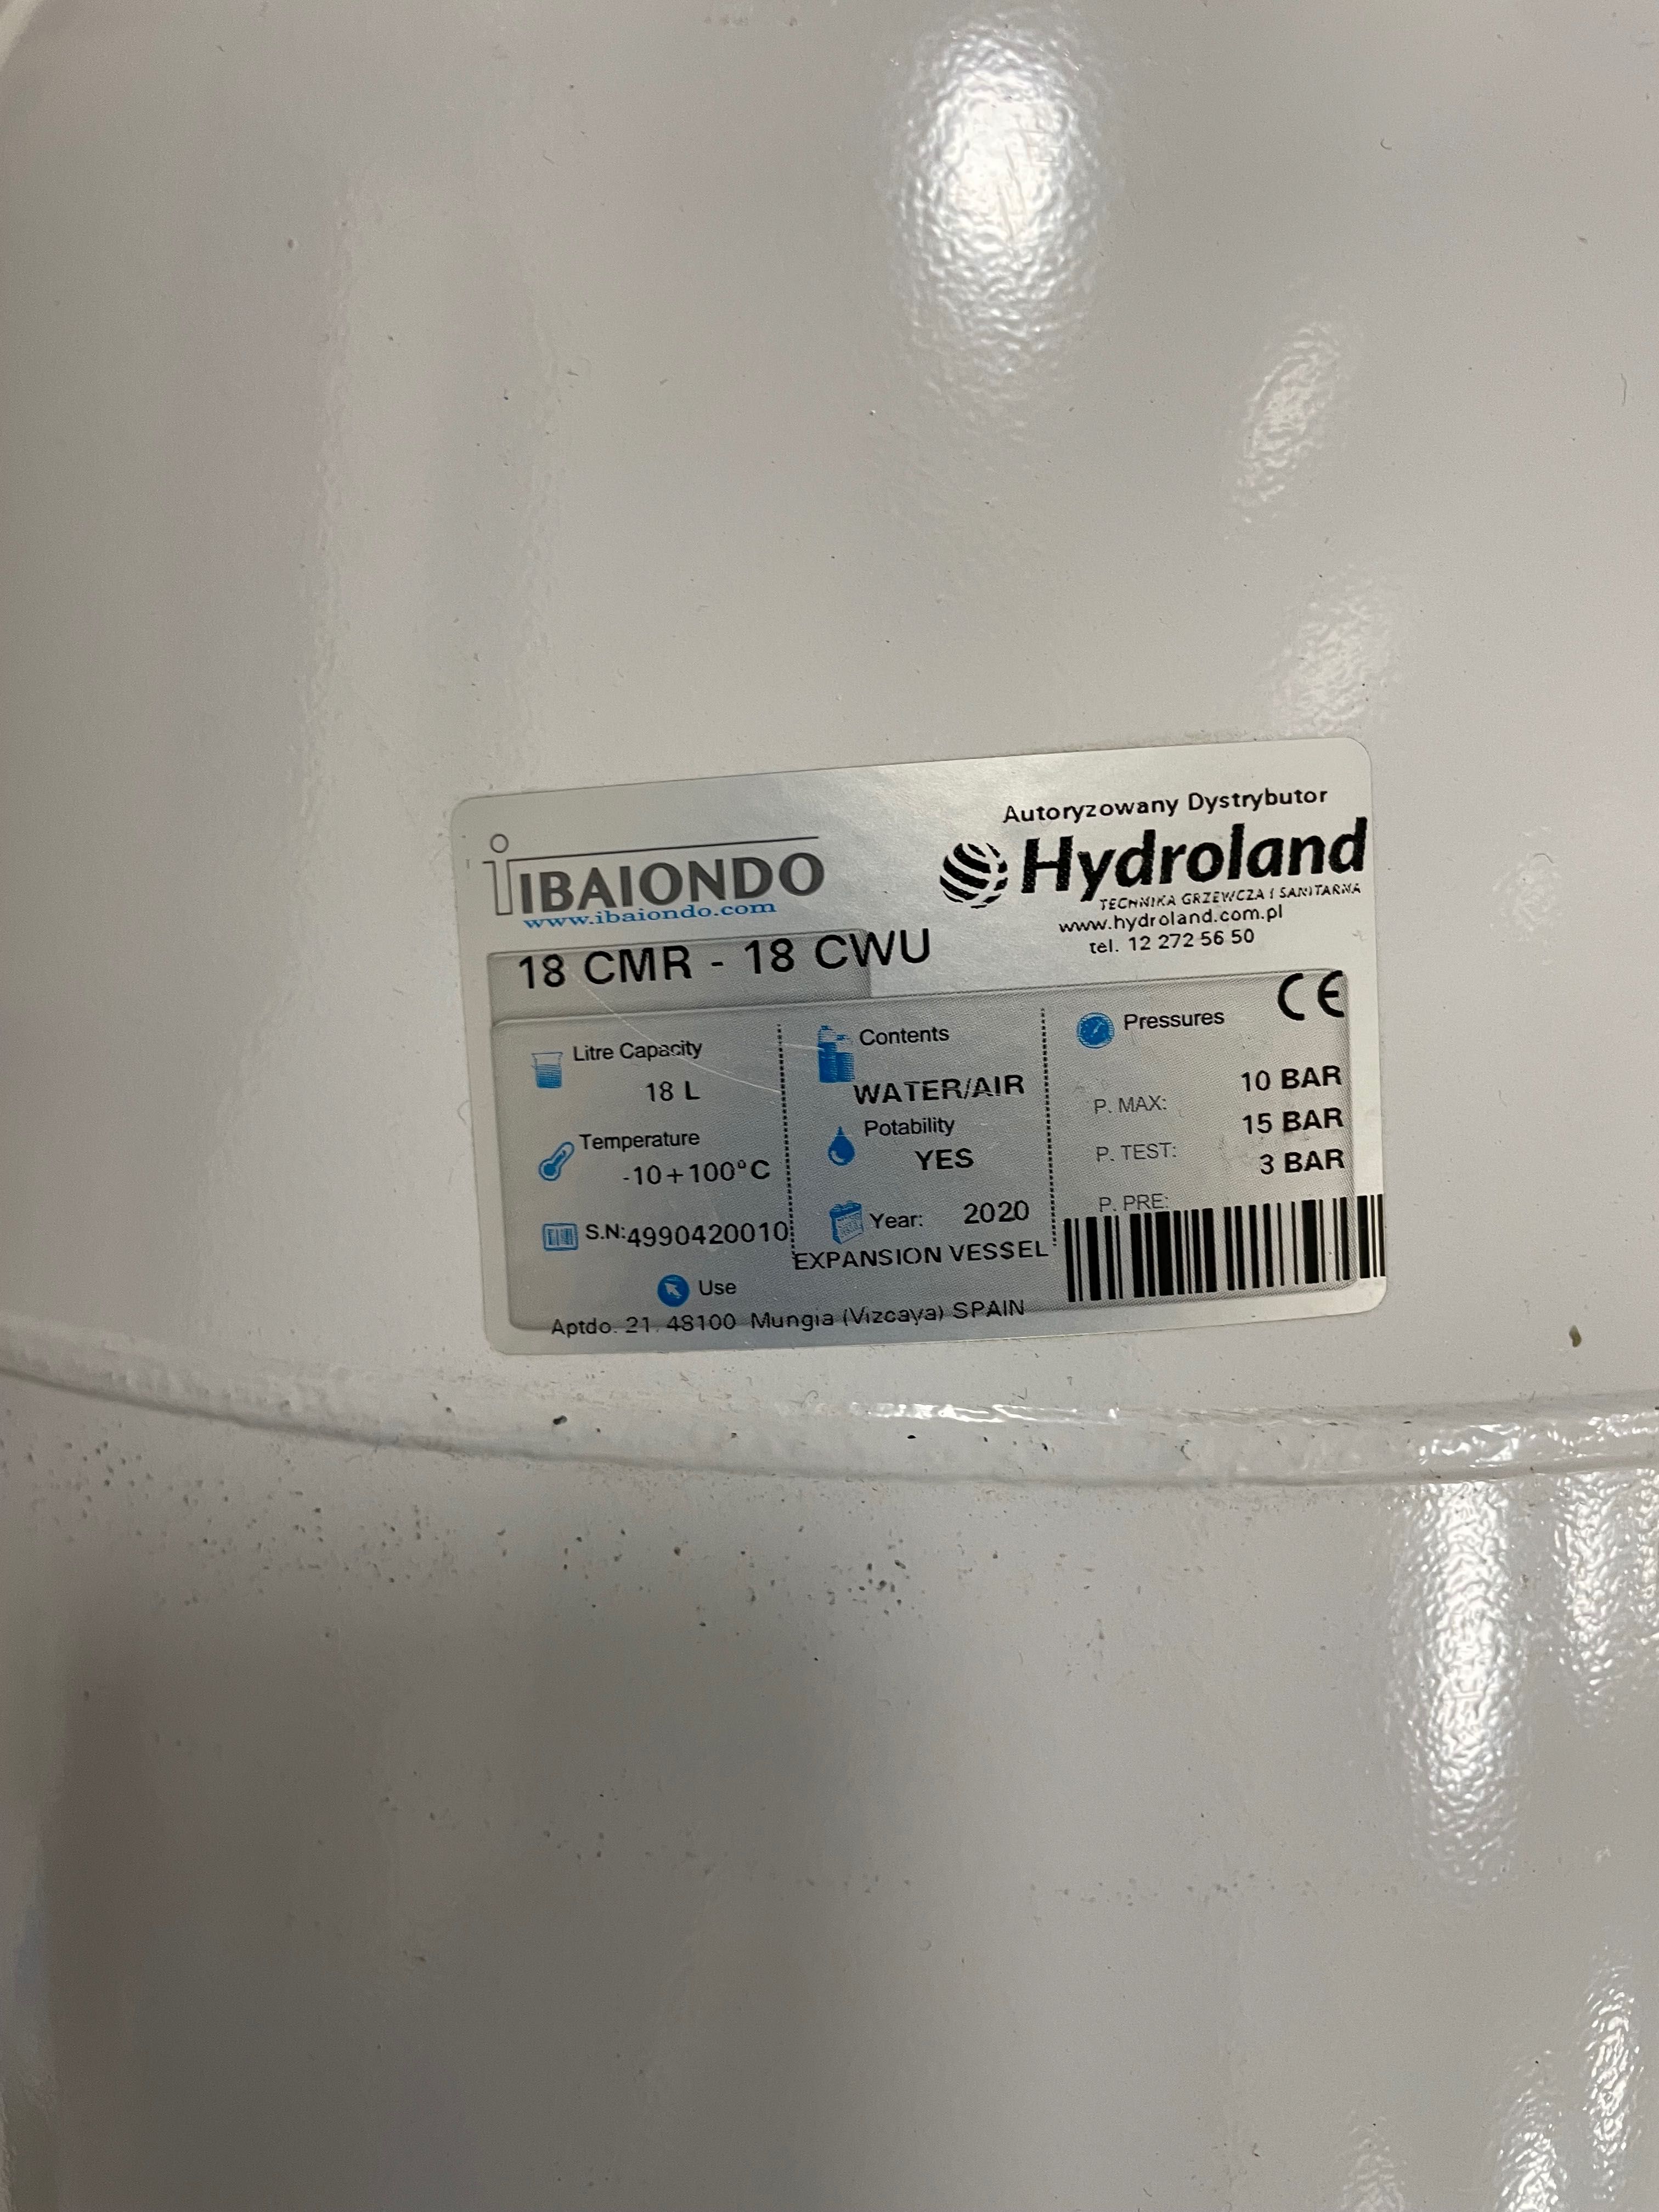 IBAIONDO
www.ibaiondo.com
Autoryzowany Dystrybutor
Hydroland
TECHNIKA GRZEWCZA I SANITARNA
www.hydroland.com.pl
tel. 12 272 56 50
18 CMR - 18 CWU
CE
Litre Capacity
18 L
Temperature
-10+100°C
S.N:4990420010
Contents
WATER/AIR
Potability
YES
Year: 2020
Pressures
P. MAX: 10 BAR
P. TEST: 15 BAR
P. PRE: 3 BAR
Use EXPANSION VESSEL
Aptdo. 21. 48100 Mungia (Vizcaya) SPAIN